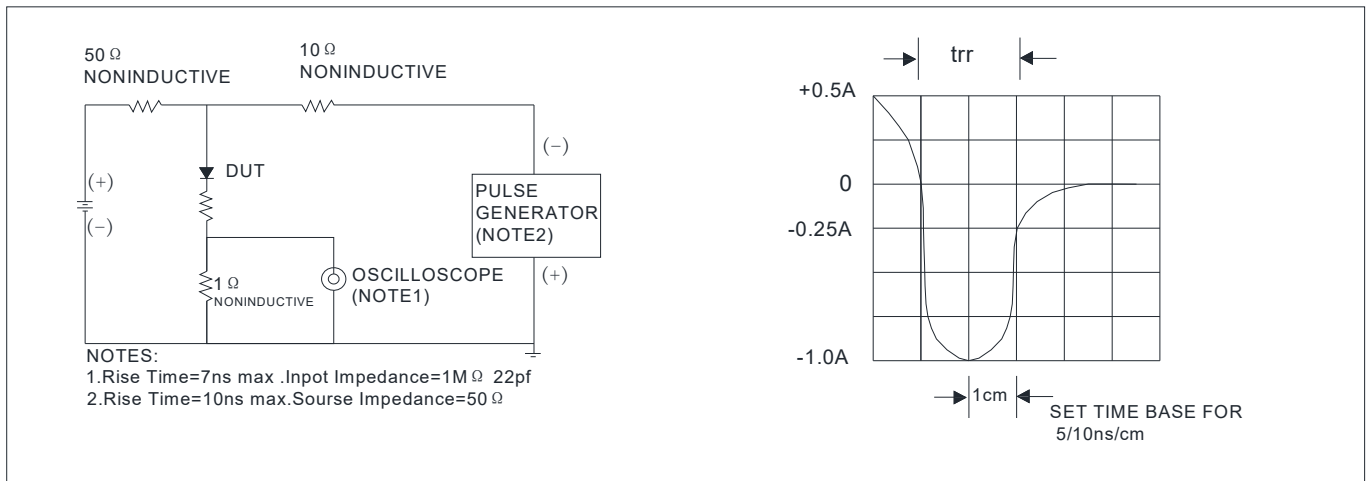 50 Ω
NONINDUCTIVE
10 Ω
NONINDUCTIVE
(+)
(−)
DUT
1 Ω
NONINDUCTIVE
OSCILLOSCOPE
(NOTE1)
(−)
PULSE
GENERATOR
(NOTE2)
(+)
NOTES:
1.Rise Time=7ns max .Inpot Impedance=1M Ω 22pf
2.Rise Time=10ns max.Sourse Impedance=50 Ω
trr
+0.5A
0
-0.25A
-1.0A
1cm
SET TIME BASE FOR
5/10ns/cm